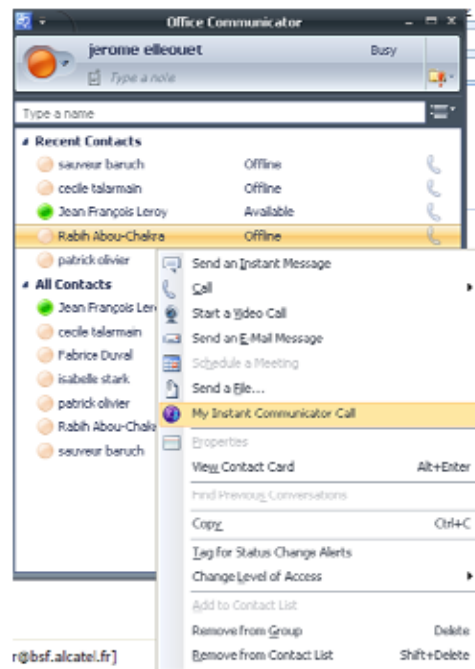 Office Communicator
jerome elleouet Busy
Type a note
Type a name
Recent Contacts
sauveur baruch Offline
cecile talarmain Offline
Jean François Leroy Available
Rabih Abou-Chakra Offline
patrick olivier
Send an Instant Message
All Contacts
Call
Jean François Ler
Start a Video Call
cecile talarmain
Send an E-Mail Message
Fabrice Duval
Schedule a Meeting
isabelle stark
Send a File...
patrick olivier
My Instant Communicator Call
Rabih Abou-Chakr
Properties
sauveur baruch
View Contact Card Alt+Enter
Find Previous Conversations
Copy Ctrl+C
Tag for Status Change Alerts
Change Level of Access
Add to Contact List
Remove from Group Delete
r@bsf.alcatel.fr]
Remove from Contact List Shift+Delete